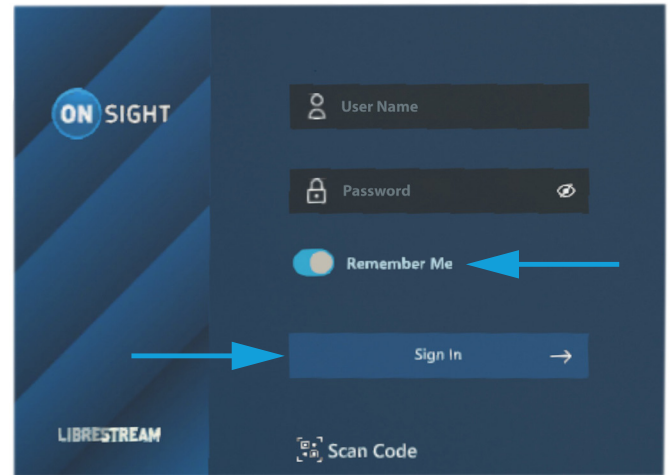 ON SIGHT
User Name
Password
Remember Me
Sign In
Scan Code
LIBRESTREAM